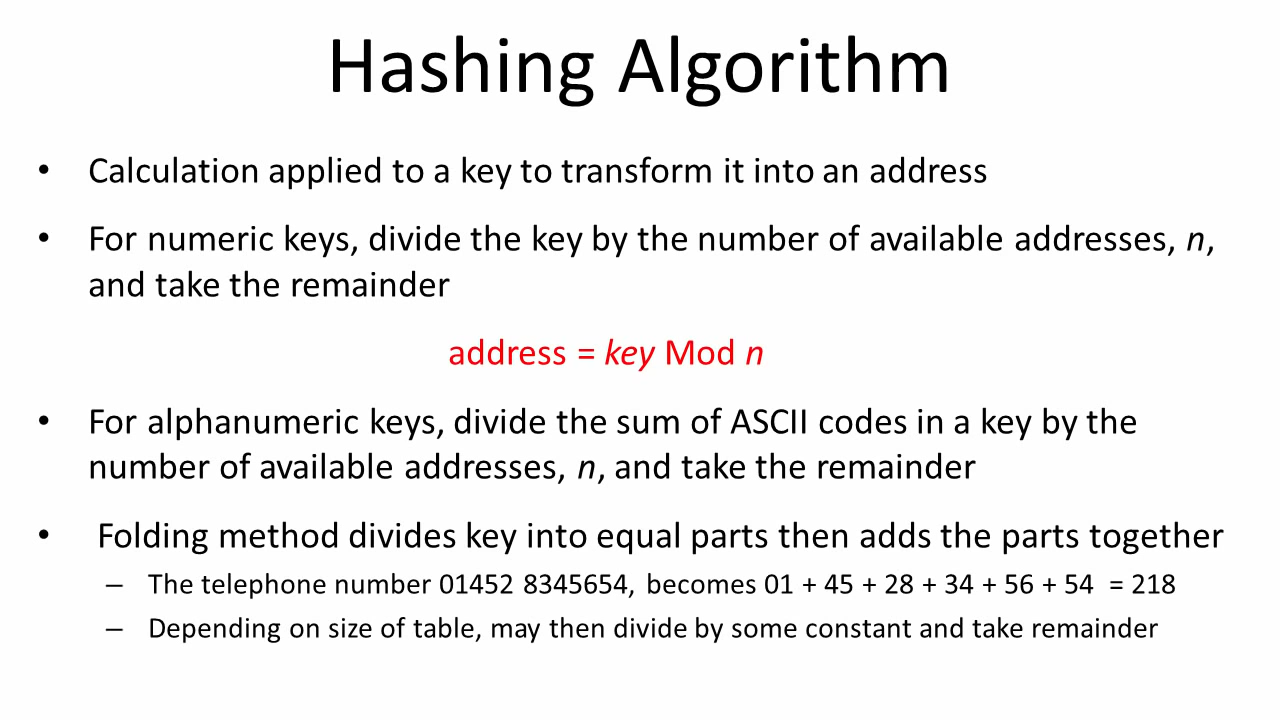 Hashing Algorithm
• Calculation applied to a key to transform it into an address
• For numeric keys, divide the key by the number of available addresses, n,
and take the remainder
address = key Mod n
• For alphanumeric keys, divide the sum of ASCII codes in a key by the
number of available addresses, n, and take the remainder
• Folding method divides key into equal parts then adds the parts together
– The telephone number 01452 8345654, becomes 01 + 45 + 28 + 34 + 56 + 54 = 218
– Depending on size of table, may then divide by some constant and take remainder